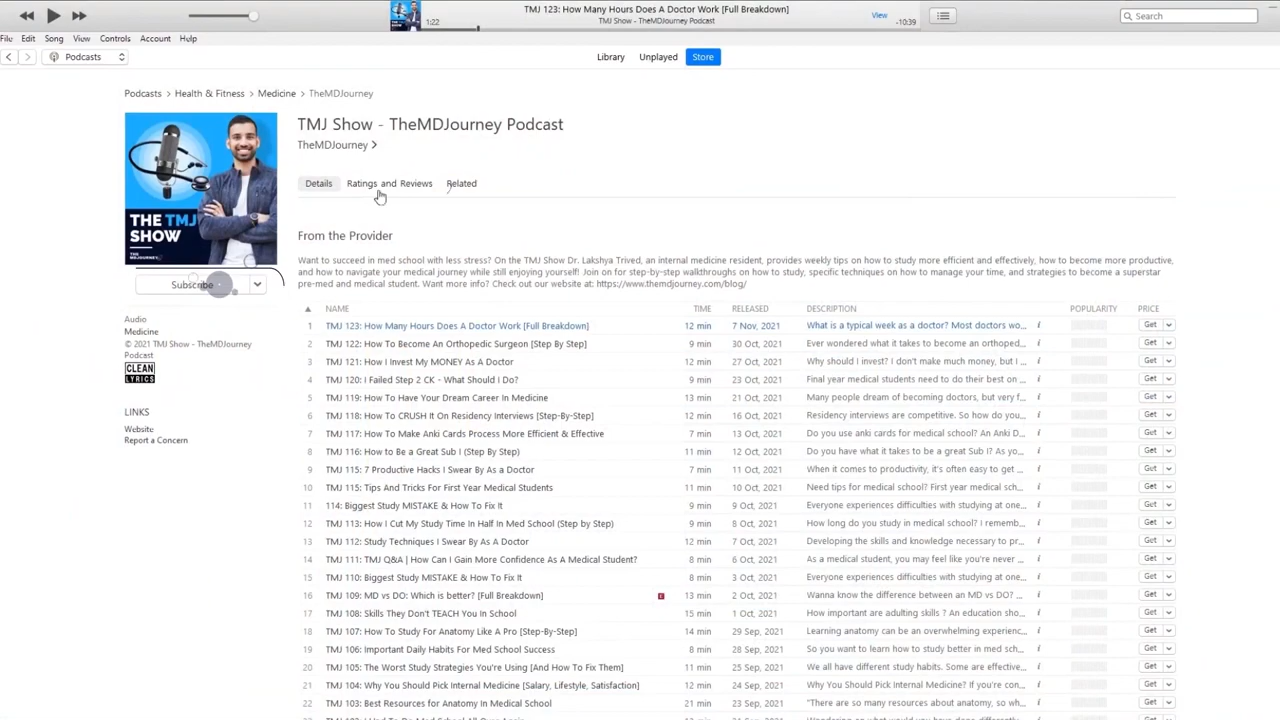 TMJ 123: How Many Hours Does A Doctor Work [Full Breakdown]
1:22
TMJ Show - TheMDJourney Podcast
View
-10:39
Search
File Edit Song View Controls Account Help
Podcasts
Library Unplayed Store
Podcasts > Health & Fitness > Medicine > TheMDJourney
TMJ Show - TheMDJourney Podcast
TheMDJourney >
Details Ratings and Reviews Related
THE TMJ
SHOW
THEMDJOURNEY
From the Provider
Want to succeed in med school with less stress? On the TMJ Show Dr. Lakshya Trived, an internal medicine resident, provides weekly tips on how to study more efficient and effectively, how to become more productive,
and how to navigate your medical journey while still enjoying yourself! Join on for step-by-step walkthroughs on how to study, specific techniques on how to manage your time, and strategies to become a superstar
pre-med and medical student. Want more info? Check out our website at: https://www.themdjourney.com/blog/
Subscribe
Audio
Medicine
© 2021 TMJ Show - TheMDJourney
Podcast
CLEAN
LYRICS
LINKS
Website
Report a Concern
NAME TIME RELEASED DESCRIPTION POPULARITY PRICE
1 TMJ 123: How Many Hours Does A Doctor Work [Full Breakdown] 12 min 7 Nov, 2021 What is a typical week as a doctor? Most doctors wo... i Get
2 TMJ 122: How To Become An Orthopedic Surgeon [Step By Step] 9 min 30 Oct, 2021 Ever wondered what it takes to become an orthoped... i Get
3 TMJ 121: How I Invest My MONEY As A Doctor 12 min 27 Oct, 2021 Why should I invest? I don't make much money, but I ... i Get
4 TMJ 120: I Failed Step 2 CK - What Should I Do? 9 min 23 Oct, 2021 Final year medical students need to do their best on ... i Get
5 TMJ 119: How To Have Your Dream Career In Medicine 13 min 21 Oct, 2021 Many people dream of becoming doctors, but very f... i Get
6 TMJ 118: How To CRUSH It On Residency Interviews [Step-By-Step] 12 min 16 Oct, 2021 Residency interviews are competitive. So how do you... i Get
7 TMJ 117: How To Make Anki Cards Process More Efficient & Effective 7 min 13 Oct, 2021 Do you use anki cards for medical school? An Anki D... i Get
8 TMJ 116: How to Be a Great Sub I (Step By Step) 11 min 12 Oct, 2021 Do you have what it takes to be a great Sub I? As yo... i Get
9 TMJ 115: 7 Productive Hacks I Swear By As a Doctor 7 min 11 Oct, 2021 When it comes to productivity, it's often easy to get ... i Get
10 TMJ 115: Tips And Tricks For First Year Medical Students 7 min 10 Oct, 2021 Need tips for medical school? First year medical sch... i Get
11 114: Biggest Study MISTAKE & How To Fix It 9 min 9 Oct, 2021 Everyone experiences difficulties with studying at so... i Get
12 TMJ 113: How I Cut My Study Time In Half In Med School (Step by Step) 9 min 8 Oct, 2021 How long do you study in medical school? I rememb... i Get
13 TMJ 112: Study Techniques I Swear By As a Doctor 12 min 7 Oct, 2021 Developing the skills and knowledge necessary to pr... i Get
14 TMJ 111: TMJ Q&A | How Can I Gain More Confidence As A Medical Student? 8 min 6 Oct, 2021 As a medical student, you may feel like you're never ... i Get
15 TMJ 110: Biggest Study MISTAKE & How To Fix It 8 min 3 Oct, 2021 Everyone experiences difficulties with studying at so... i Get
16 TMJ 109: MD vs DO: Which is better? [Full Breakdown] E 13 min 2 Oct, 2021 Wanna know the difference between an MD vs DO? ... i Get
17 TMJ 108: Skills They Don't TEACH You In School 15 min 1 Oct, 2021 How important are adulting skills ? An education sho... i Get
18 TMJ 107: How To Study For Anatomy Like A Pro [Step-By-Step] 14 min 29 Sep, 2021 Learning anatomy can be an overwhelming experienc... i Get
19 TMJ 106: Important Daily Habits For Med School Success 8 min 26 Sep, 2021 So you want to learn how to study better in med sch... i Get
20 TMJ 105: The Worst Study Strategies You're Using [And How To Fix Them] 11 min 25 Sep, 2021 We all have different study habits. Some are effective... i Get
21 TMJ 104: Why You Should Pick Internal Medicine [Salary, Lifestyle, Satisfaction] 12 min 24 Sep, 2021 Why You Should Pick Internal Medicine? If you're con... i Get
22 TMJ 103: Best Resources for Anatomy In Medical School 21 min 23 Sep, 2021 "There are so many resources about anatomy, so wh... i Get